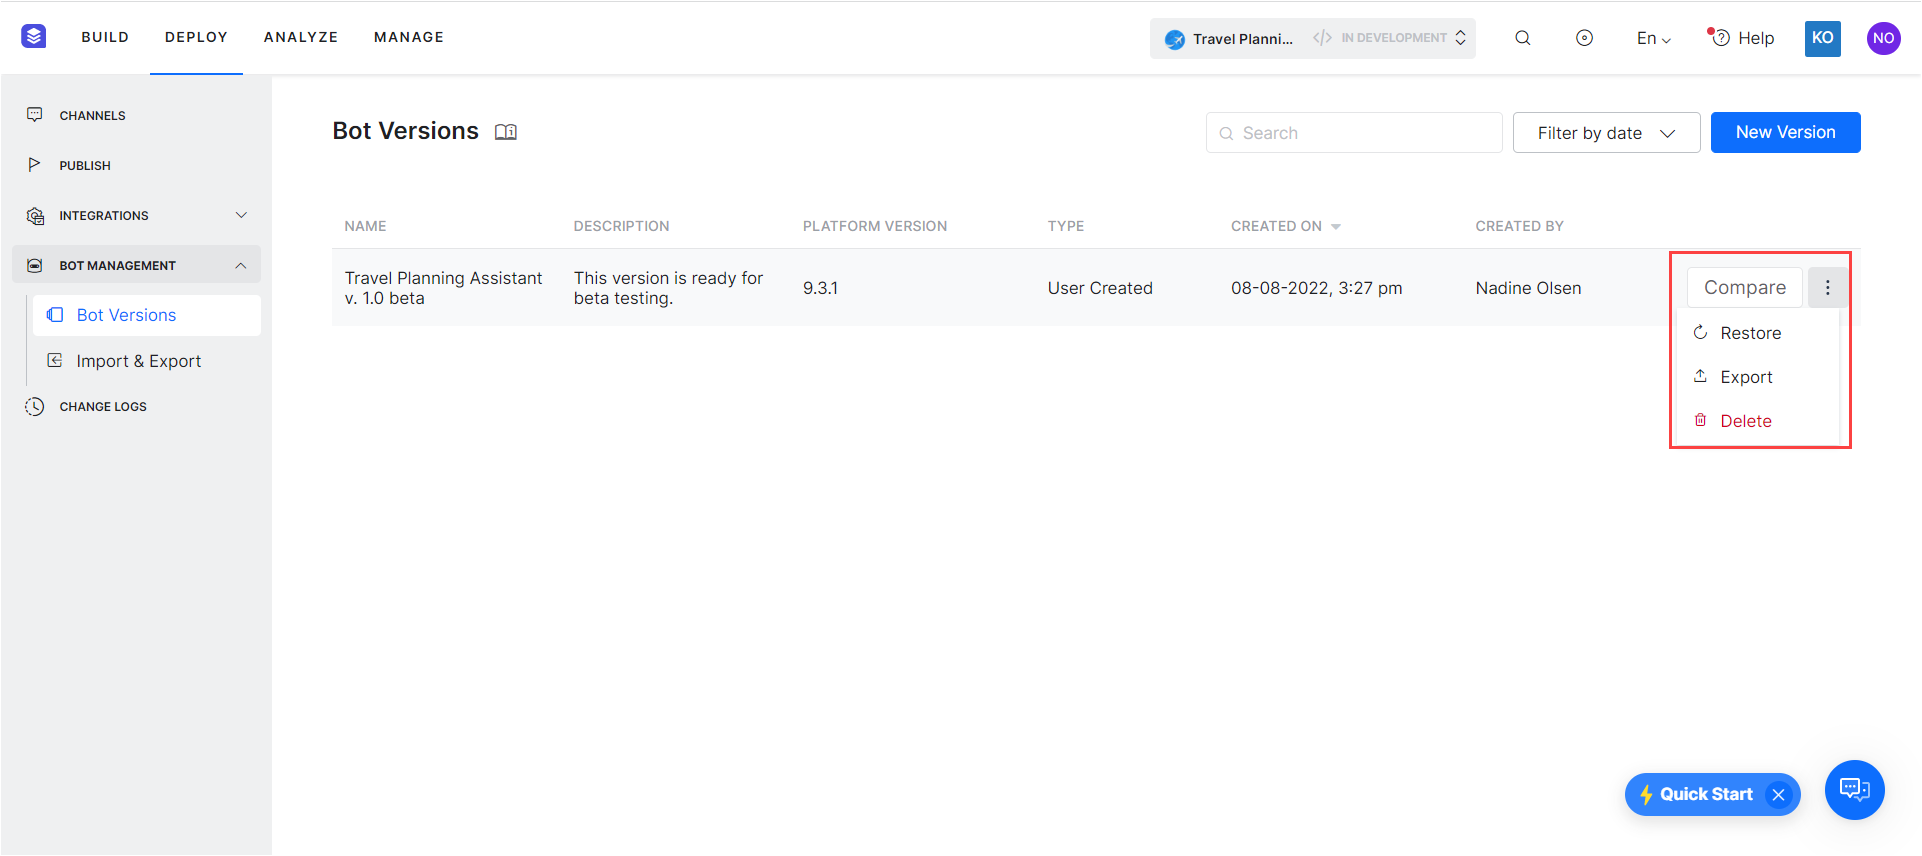 BUILD DEPLOY ANALYZE MANAGE Travel Planni... </> IN DEVELOPMENT En Help KO NO
CHANNELS
PUBLISH
INTEGRATIONS
BOT MANAGEMENT
Bot Versions
Import & Export
CHANGE LOGS
Bot Versions
Search Filter by date New Version
NAME DESCRIPTION PLATFORM VERSION TYPE CREATED ON CREATED BY
Travel Planning Assistant
v. 1.0 beta
This version is ready for
beta testing.
9.3.1
User Created
08-08-2022, 3:27 pm
Nadine Olsen
Compare
Restore
Export
Delete
Quick Start